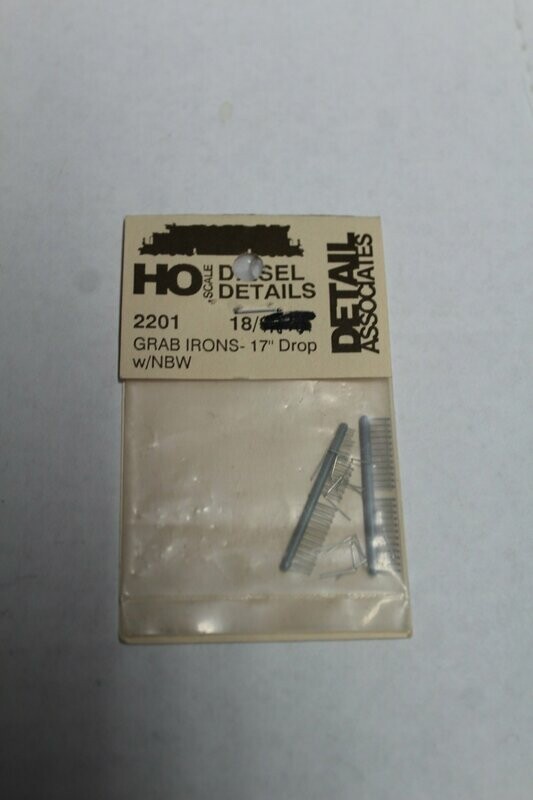 HO SCALE DIESEL
DETAILS
2201 18/
GRAB IRONS- 17" Drop
w/NBW
DETAIL
ASSOCIATES